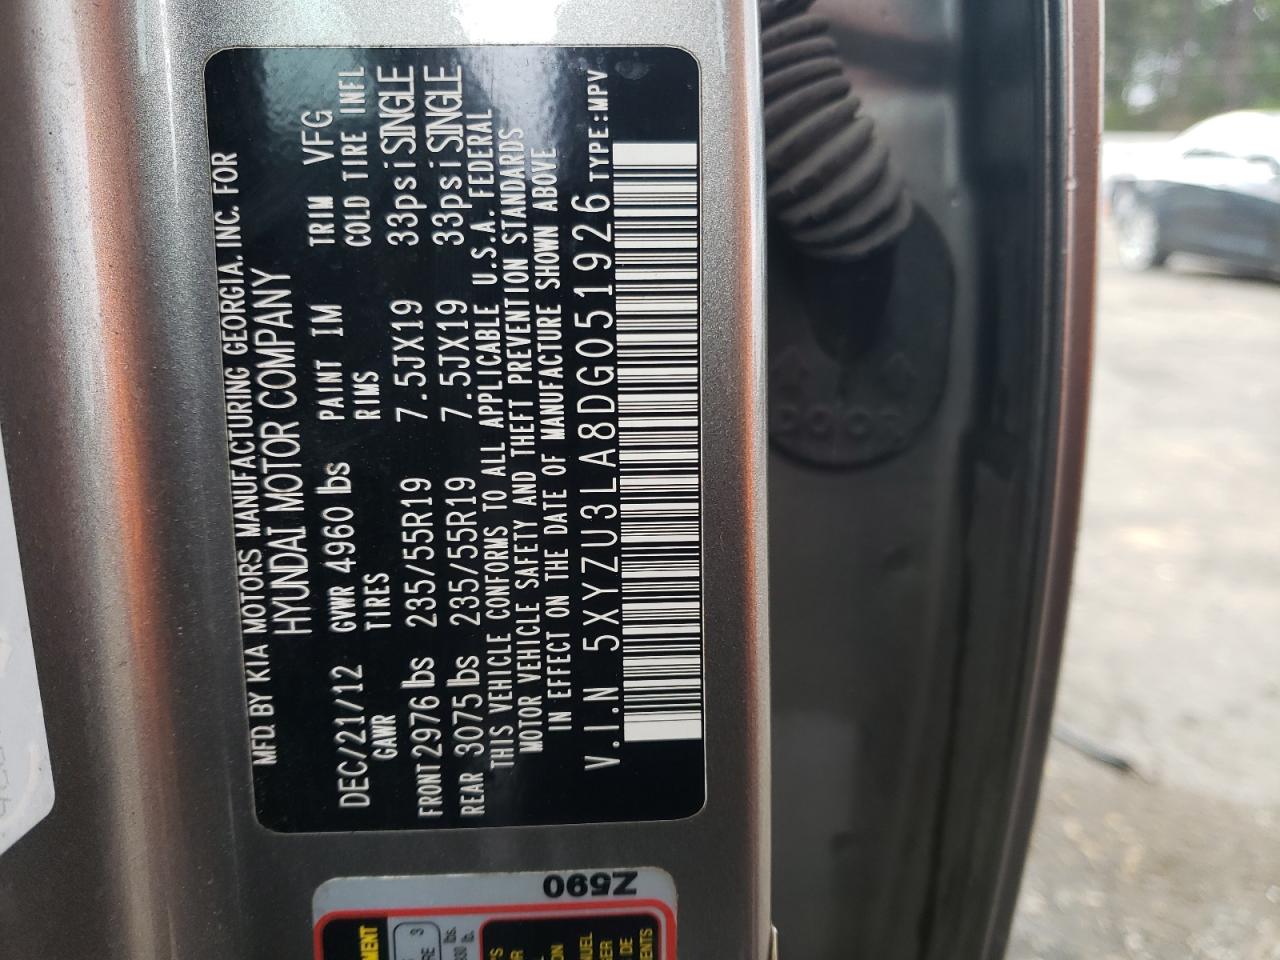 MFD. BY KIA MOTORS MANUFACTURING GEORGIA. INC. FOR
HYUNDAI MOTOR COMPANY
DEC/21/12 GVWR 4960 lbs PAINT IM TRIM VFG
GAWR TIRES RIMS COLD TIRE INFL
FRONT 2976 lbs 235/55R19 7.5JX19 33psi SINGLE
REAR 3075 lbs 235/55R19 7.5JX19 33psi SINGLE
THIS VEHICLE CONFORMS TO ALL APPLICABLE U.S.A. FEDERAL
MOTOR VEHICLE SAFETY AND THEFT PREVENTION STANDARDS
IN EFFECT ON THE DATE OF MANUFACTURE SHOWN ABOVE
V.I.N 5XYZU3LA8DG051926 TYPE:MPV
Z590